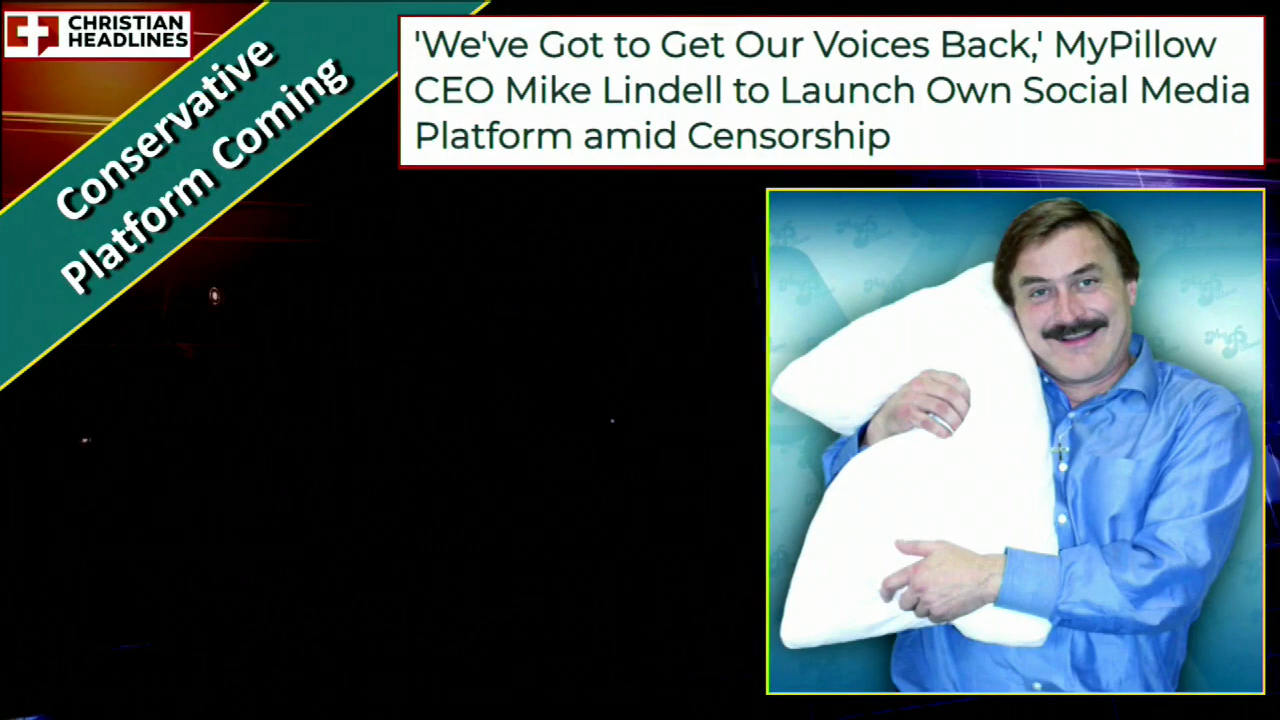 CHRISTIAN
HEADLINES
Conservative
Platform Coming
'We've Got to Get Our Voices Back,' MyPillow
CEO Mike Lindell to Launch Own Social Media
Platform amid Censorship